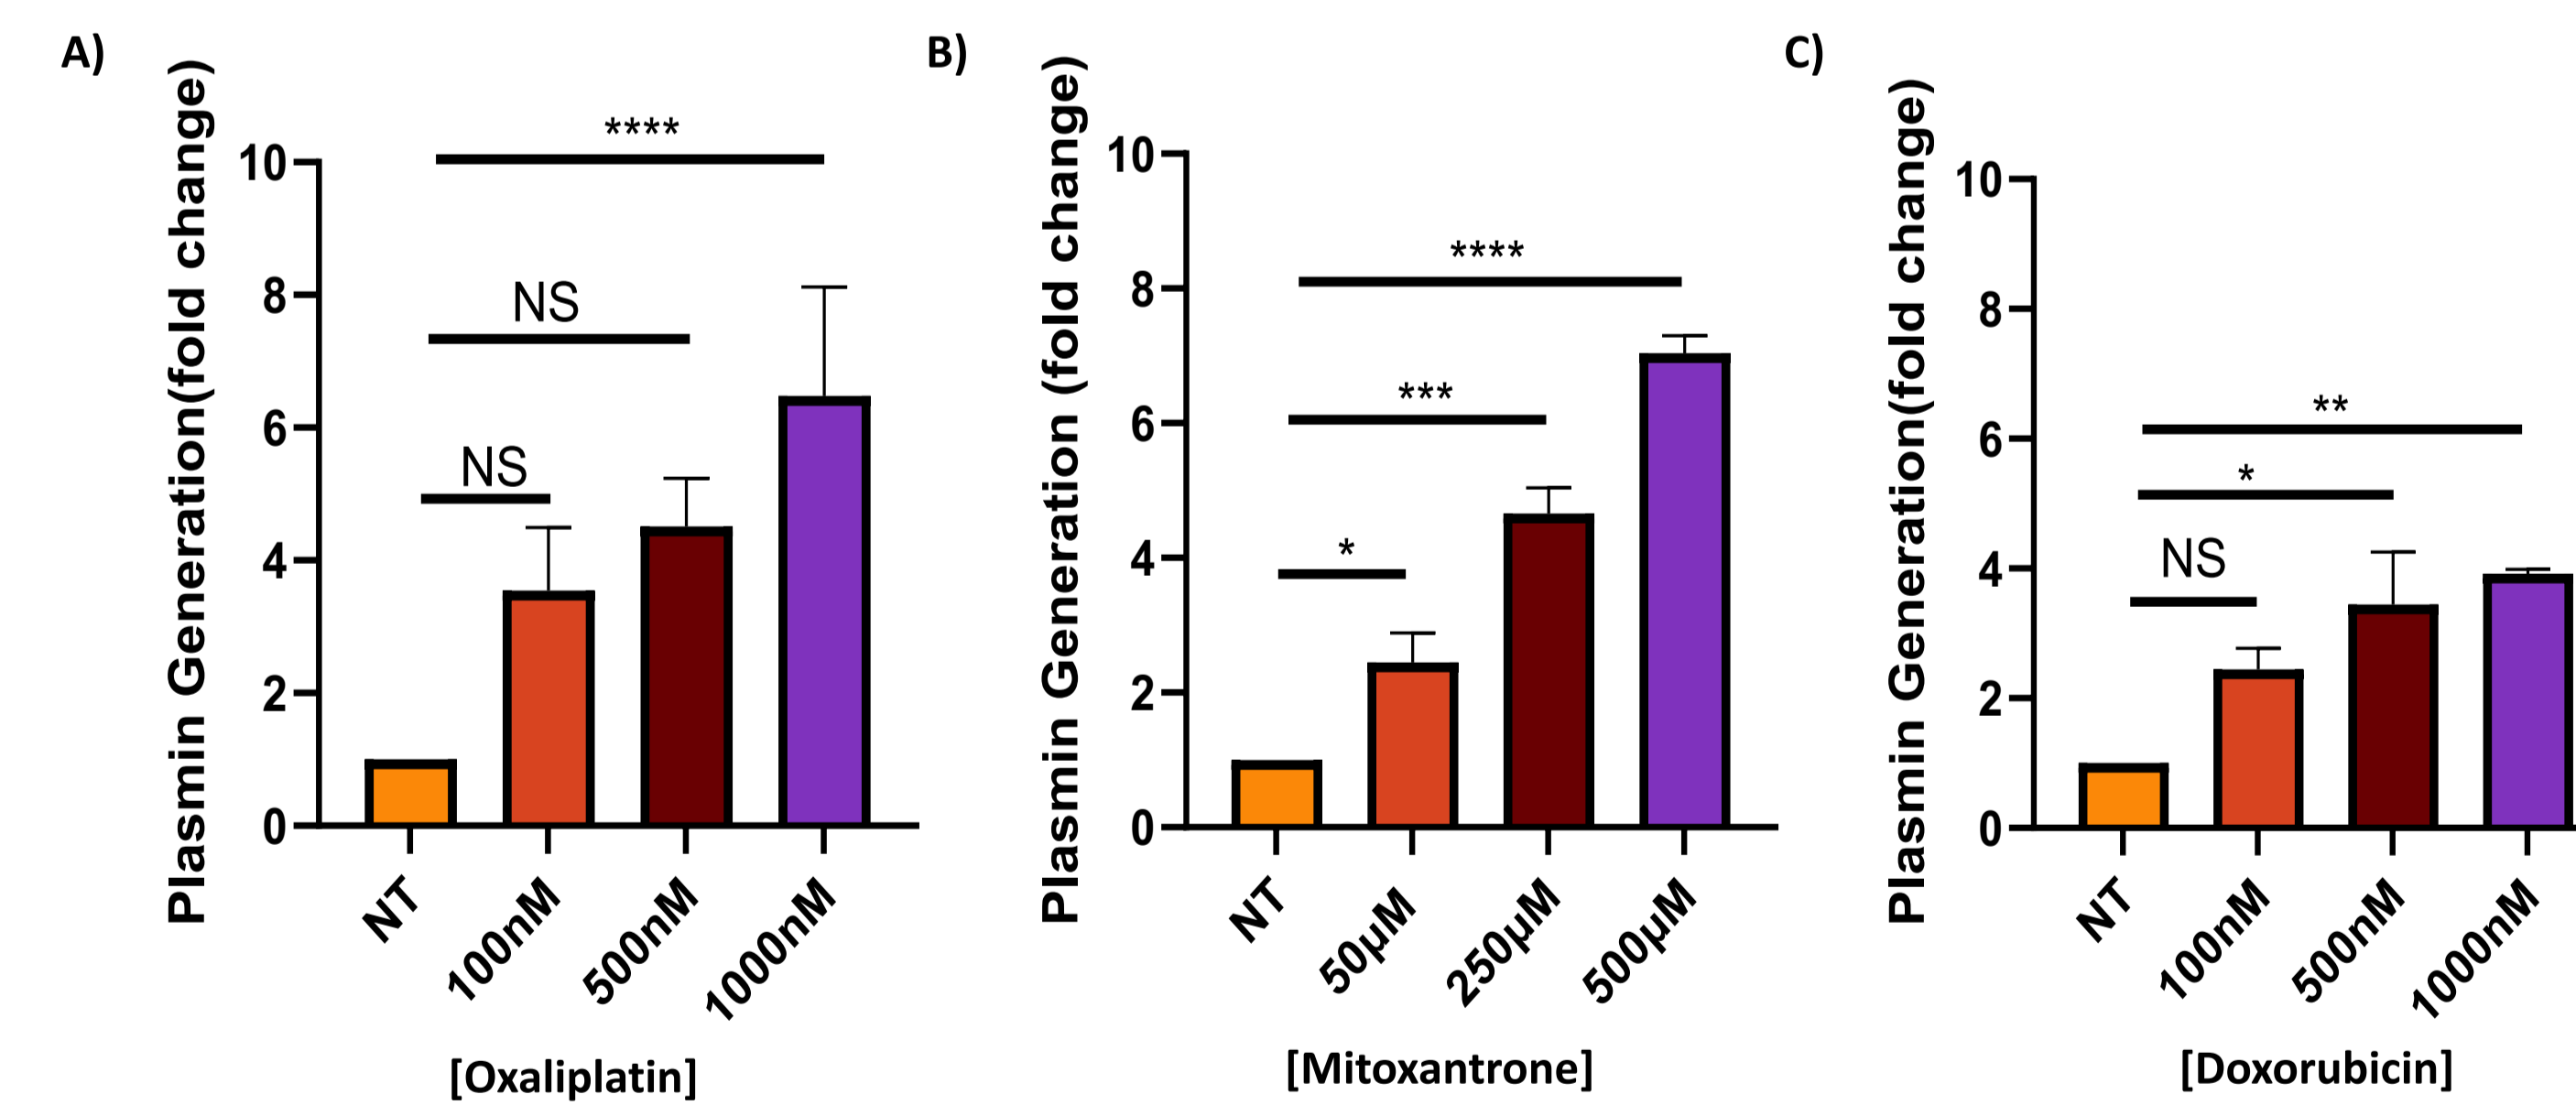 A)
Plasmin Generation(fold change)
10
8
6
4
2
0
****
NS
NS
NT
100nM
500nM
1000nM
[Oxaliplatin]
B)
Plasmin Generation (fold change)
10
8
6
4
2
0
****
***
*
NT
50µM
250µM
500µM
[Mitoxantrone]
C)
Plasmin Generation(fold change)
10
8
6
4
2
0
**
*
NS
NT
100nM
500nM
1000nM
[Doxorubicin]